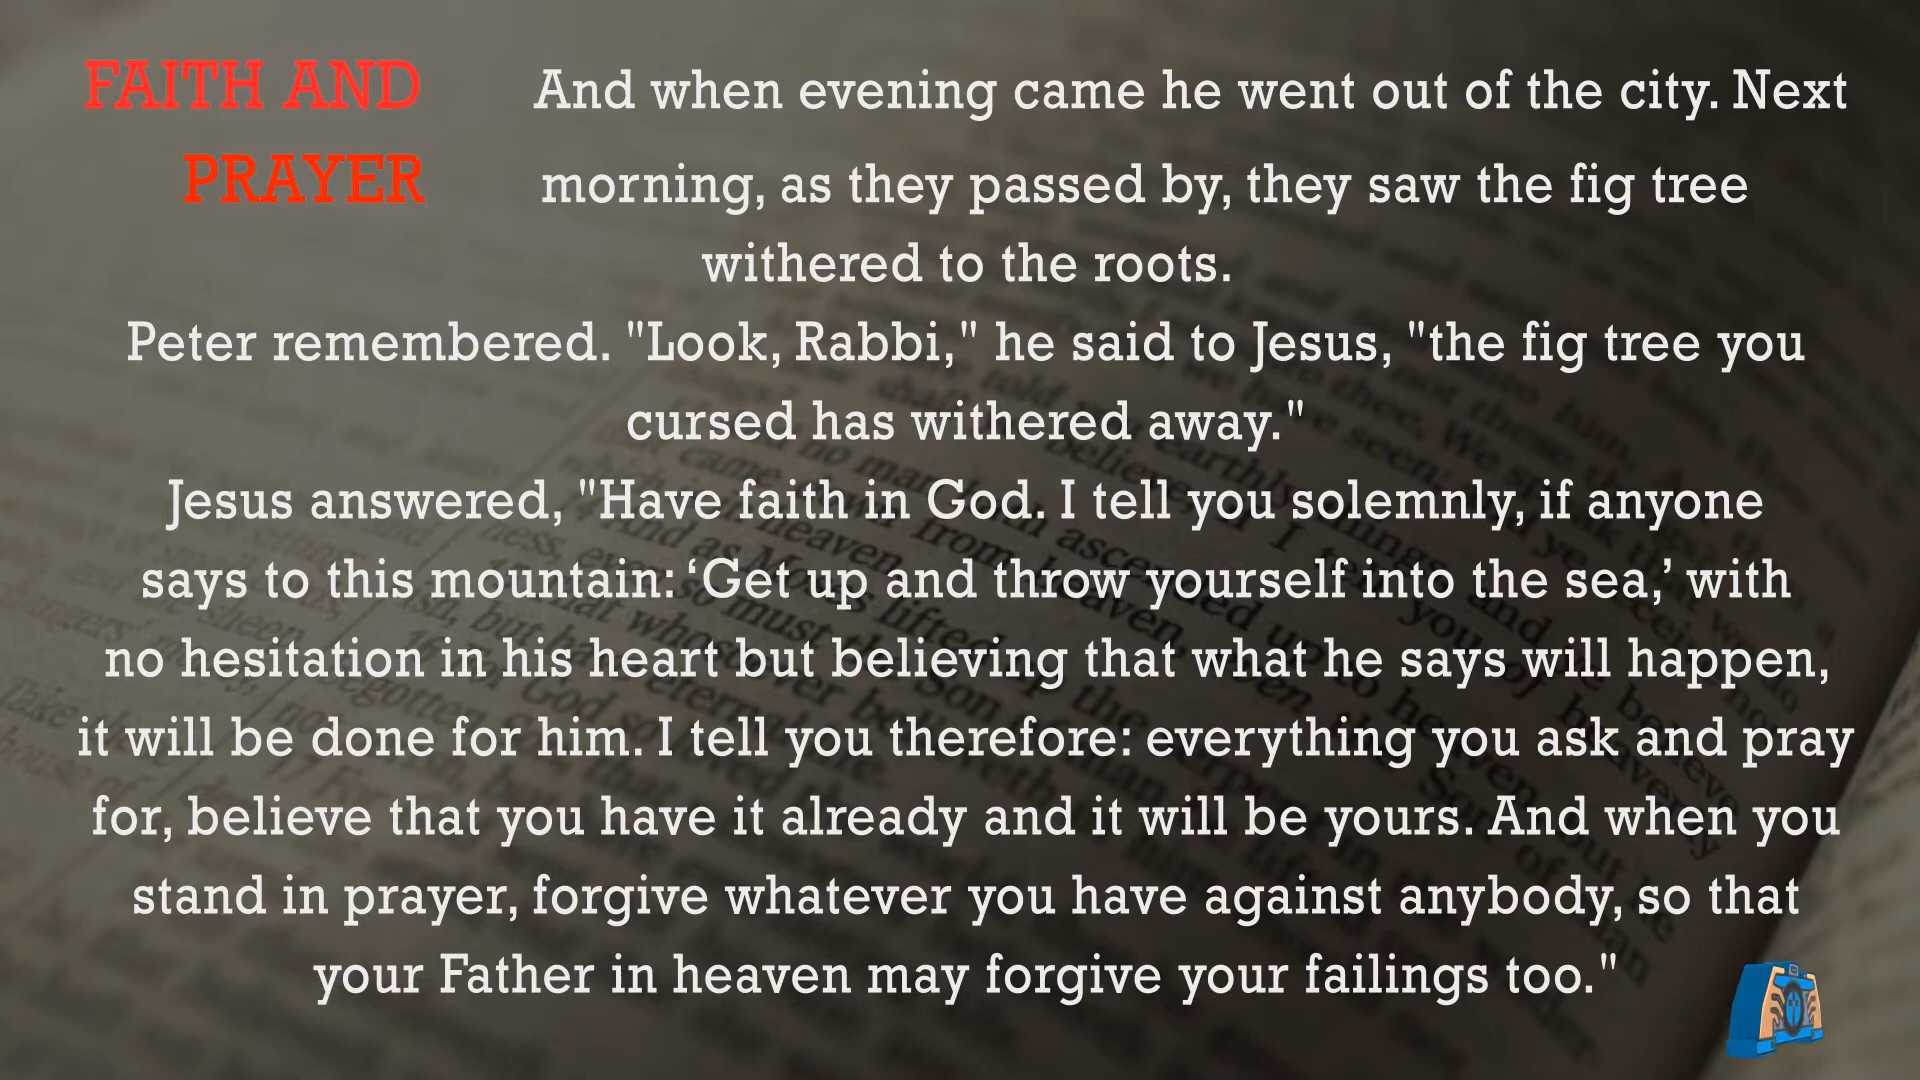 FAITH AND
PRAYER
And when evening came he went out of the city. Next
morning, as they passed by, they saw the fig tree
withered to the roots.
Peter remembered. "Look, Rabbi," he said to Jesus, "the fig tree you
cursed has withered away."
Jesus answered, "Have faith in God. I tell you solemnly, if anyone
says to this mountain: ‘Get up and throw yourself into the sea,’ with
no hesitation in his heart but believing that what he says will happen,
it will be done for him. I tell you therefore: everything you ask and pray
for, believe that you have it already and it will be yours. And when you
stand in prayer, forgive whatever you have against anybody, so that
your Father in heaven may forgive your failings too."